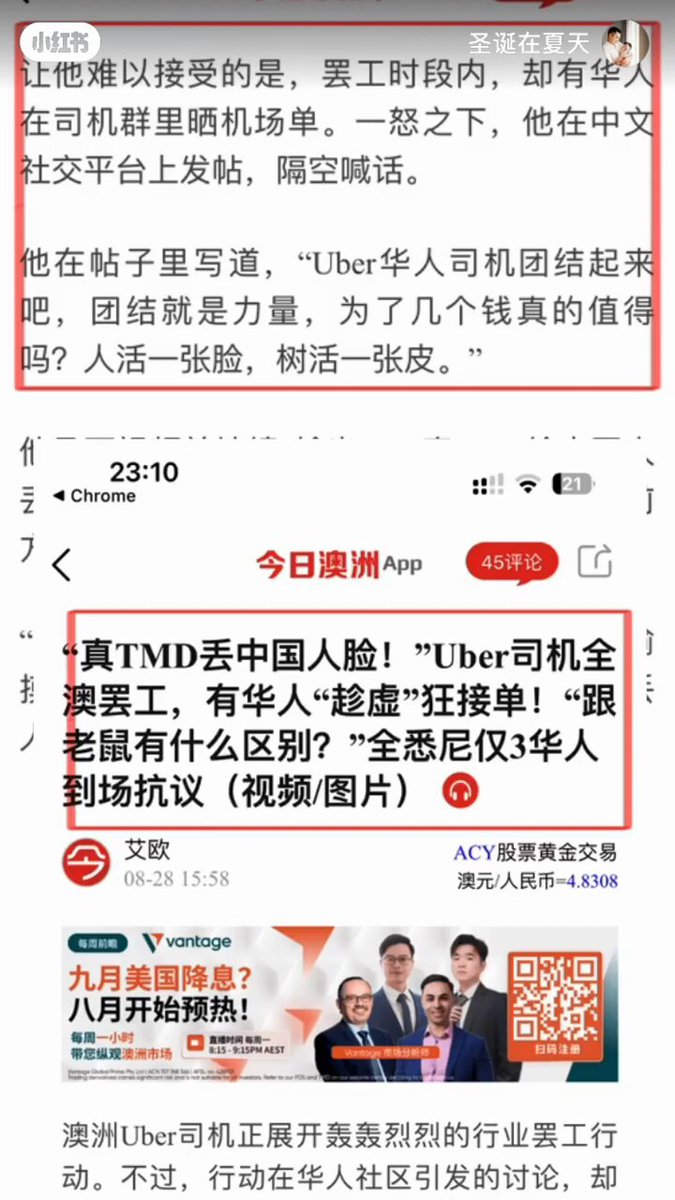 小红书
圣诞在夏天
让他难以接受的是，罢工时段内，却有华人
在司机群里晒机场单。一怒之下，他在中文
社交平台上发帖，隔空喊话。
他在帖子里写道，“Uber华人司机团结起来
吧，团结就是力量，为了几个钱真的值得
吗？人活一张脸，树活一张皮。”
23:10
21
Chrome
今日澳洲App
45评论
“真TMD丢中国人脸！”Uber司机全
澳罢工，有华人“趁虚”狂接单！“跟
老鼠有什么区别？”全悉尼仅3华人
到场抗议（视频/图片）
艾欧
08-28 15:58
ACY股票黄金交易
澳元/人民币=4.8308
每周前瞻
vantage
九月美国降息？
八月开始预热！
每周一小时
带您纵观澳洲市场
直播时间 每周一
8:15 - 9:15PM AEST
Vantage 市场分析师
扫码注册
澳洲Uber司机正展开轰轰烈烈的行业罢工行
动。不过，行动在华人社区引发的讨论，却